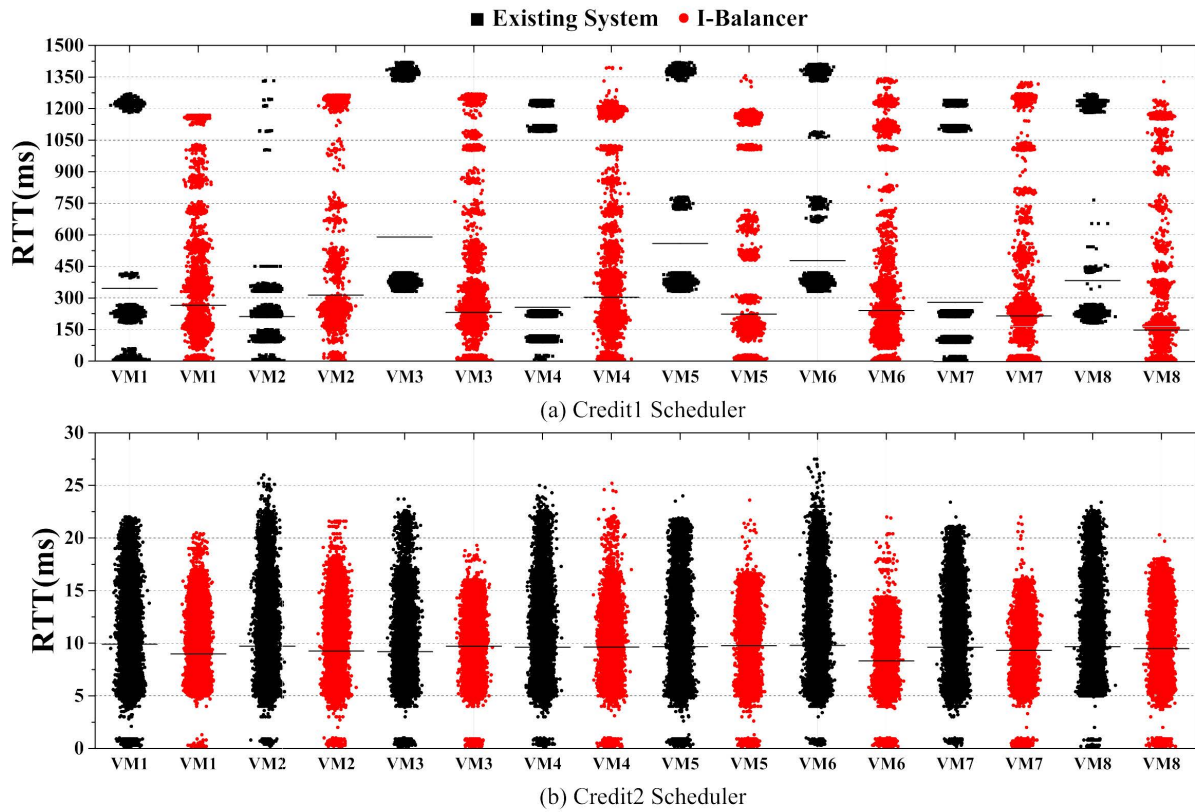 Existing System I-Balancer
RTT(ms)
1500
1350
1200
1050
900
750
600
450
300
150
0
VM1 VM1 VM2 VM2 VM3 VM3 VM4 VM4 VM5 VM5 VM6 VM6 VM7 VM7 VM8 VM8
(a) Credit1 Scheduler
RTT(ms)
30
25
20
15
10
5
0
VM1 VM1 VM2 VM2 VM3 VM3 VM4 VM4 VM5 VM5 VM6 VM6 VM7 VM7 VM8 VM8
(b) Credit2 Scheduler